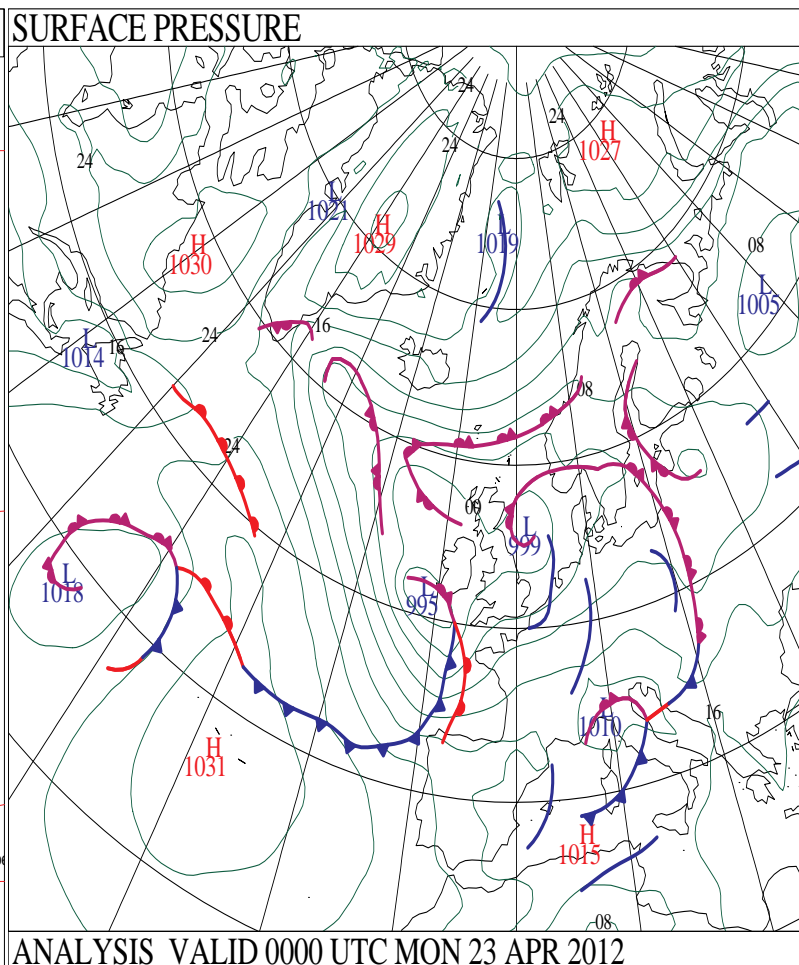 SURFACE PRESSURE
24
24
H
1027
24
24
L
1021
H
1029
L
1019
H
1030
08
L
1005
16
24
L
1014
16
08
24
00
L
999
L
1018
L
995
L
1010
16
H
1031
H
1015
08
ANALYSIS VALID 0000 UTC MON 23 APR 2012